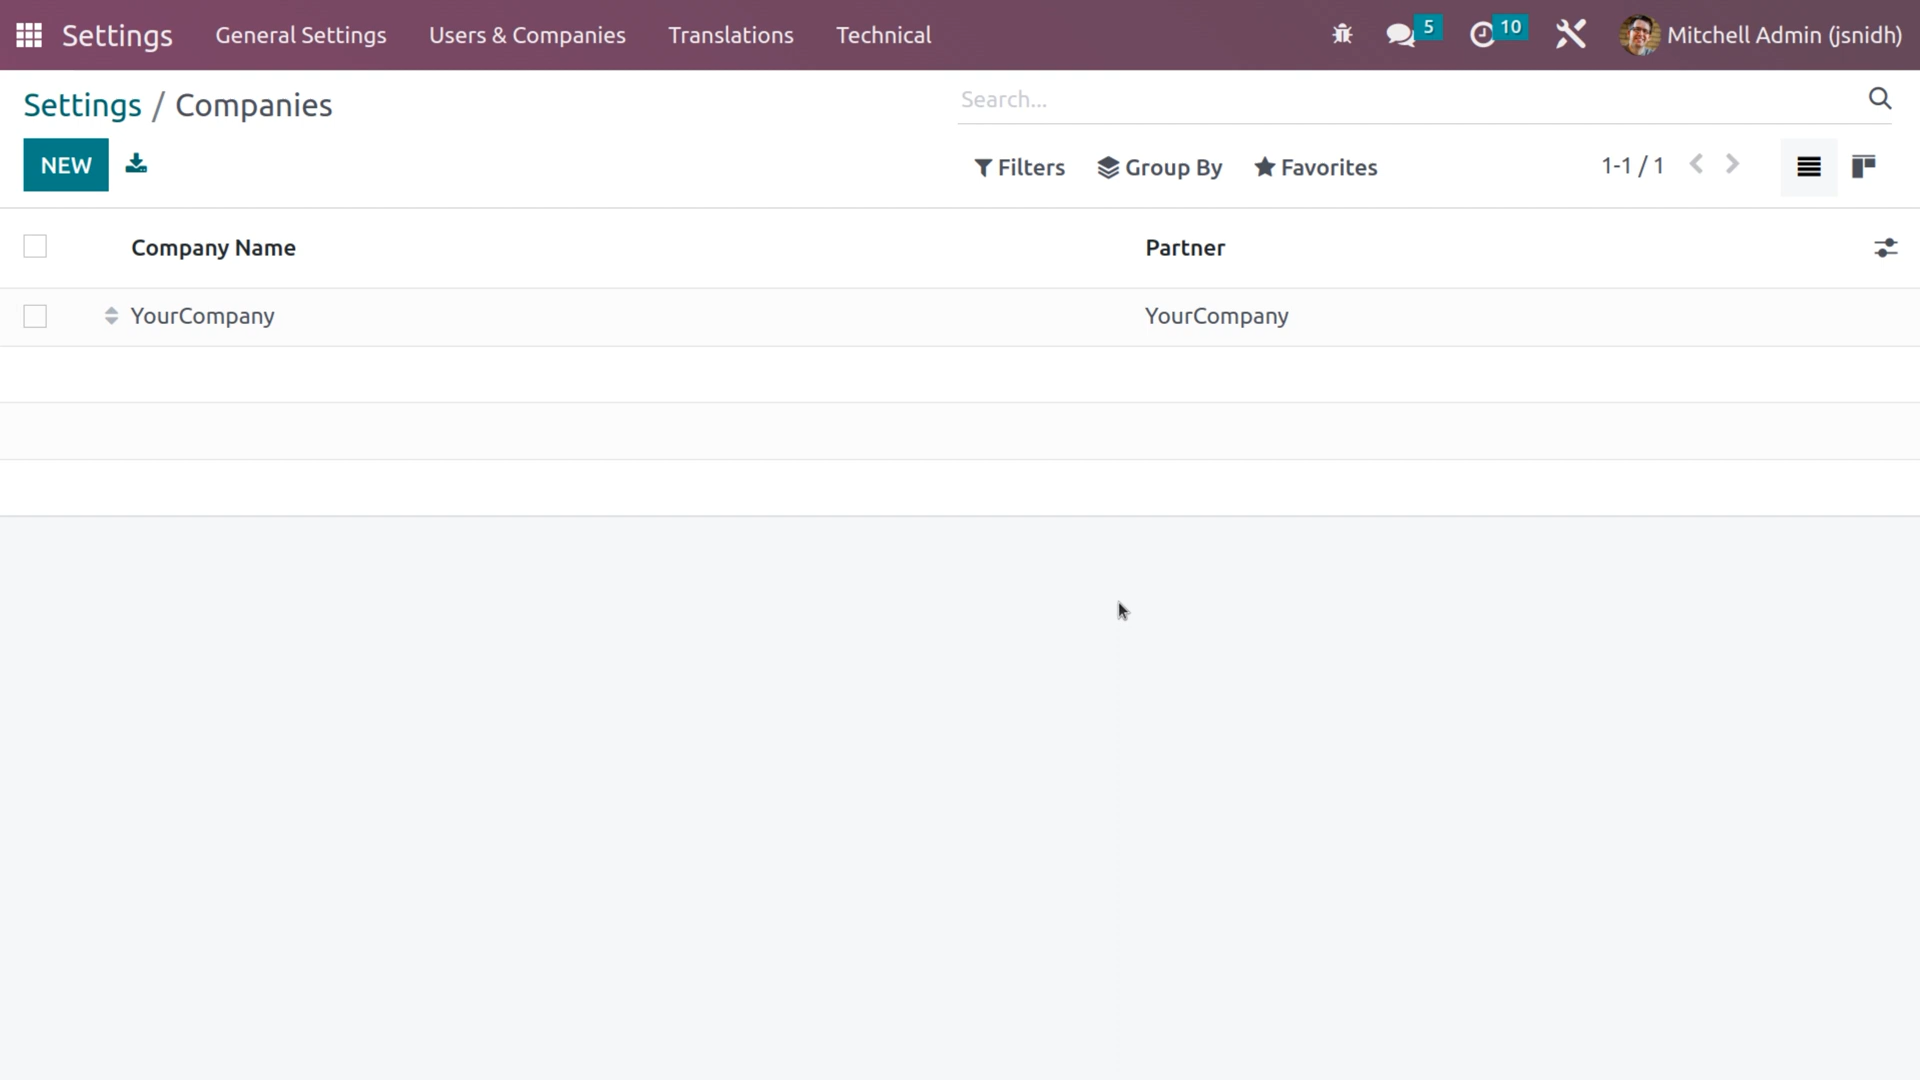 Settings General Settings Users & Companies Translations Technical 5 10 Mitchell Admin (jsnidh)
Settings / Companies
Search...
NEW
Filters Group By Favorites 1-1 / 1
Company Name Partner
YourCompany YourCompany